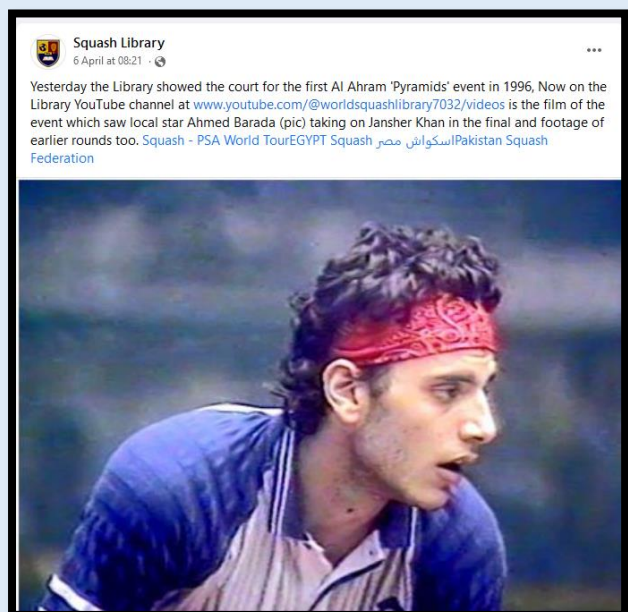 Squash Library
6 April at 08:21 ·
Yesterday the Library showed the court for the first Al Ahram 'Pyramids' event in 1996, Now on the
Library YouTube channel at www.youtube.com/@worldsquashlibrary7032/videos is the film of the
event which saw local star Ahmed Barada (pic) taking on Jansher Khan in the final and footage of
earlier rounds too. Squash - PSA World TourEGYPT Squash اسكواش مصرPakistan Squash
Federation